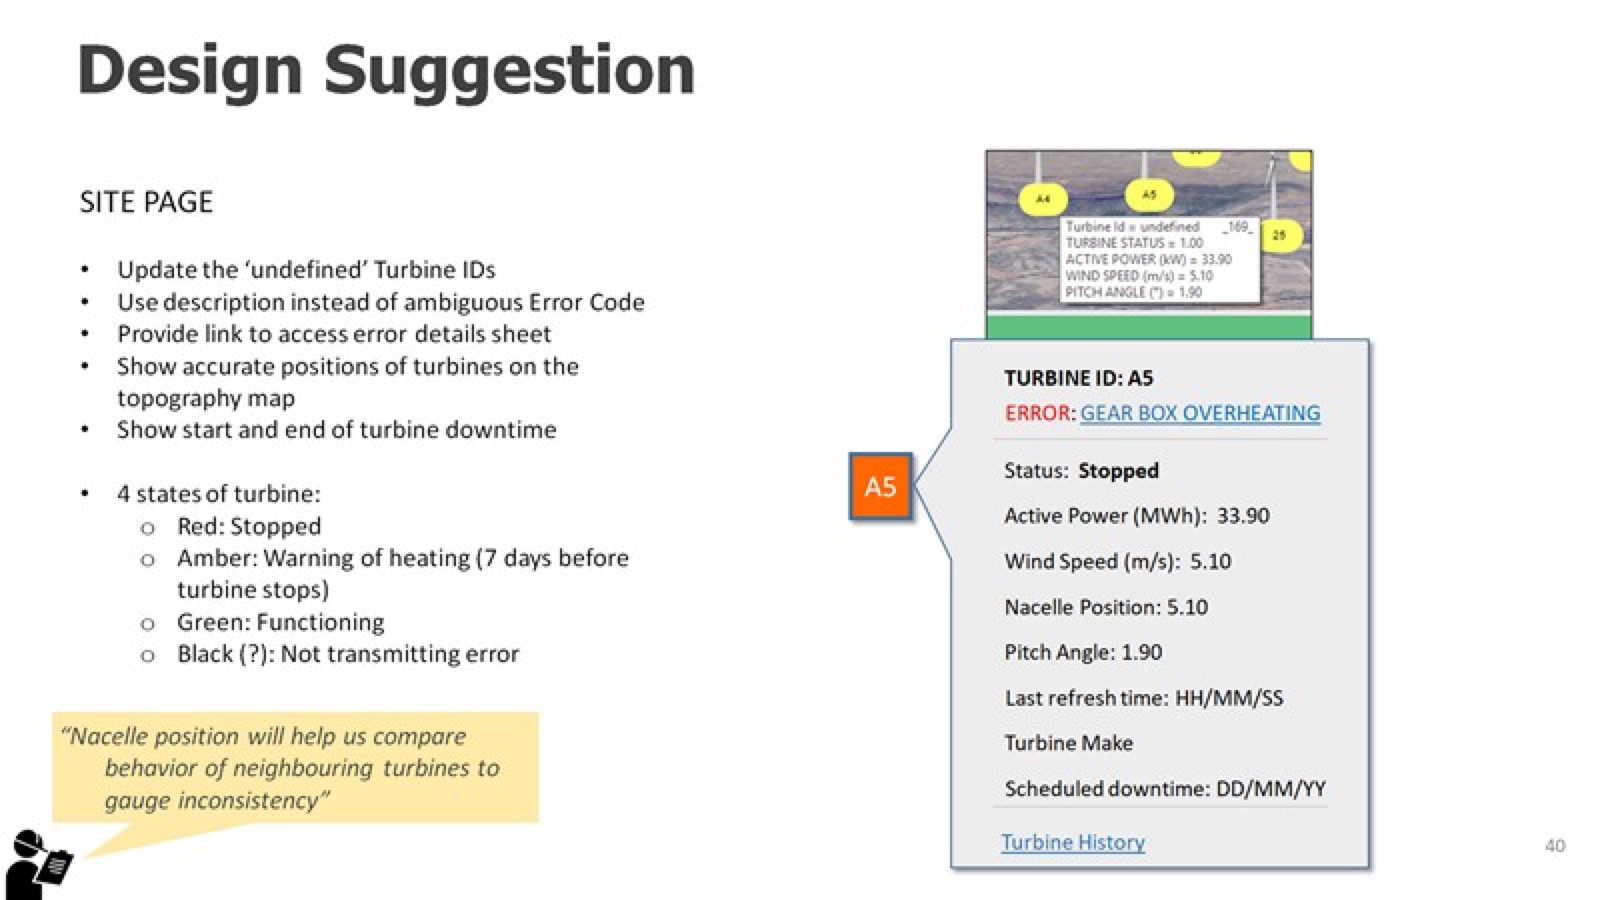 Design Suggestion
SITE PAGE
• Update the ‘undefined’ Turbine IDs
• Use description instead of ambiguous Error Code
• Provide link to access error details sheet
• Show accurate positions of turbines on the
topography map
• Show start and end of turbine downtime
• 4 states of turbine:
o Red: Stopped
o Amber: Warning of heating (7 days before
turbine stops)
o Green: Functioning
o Black (?): Not transmitting error
“Nacelle position will help us compare
behavior of neighbouring turbines to
gauge inconsistency”
A4
A5
25
Turbine Id = undefined _169_
TURBINE STATUS = 1.00
ACTIVE POWER (kW) = 33.90
WIND SPEED (m/s) = 5.10
PITCH ANGLE (°) = 1.90
A5
TURBINE ID: A5
ERROR: GEAR BOX OVERHEATING
Status: Stopped
Active Power (MWh): 33.90
Wind Speed (m/s): 5.10
Nacelle Position: 5.10
Pitch Angle: 1.90
Last refresh time: HH/MM/SS
Turbine Make
Scheduled downtime: DD/MM/YY
Turbine History
40